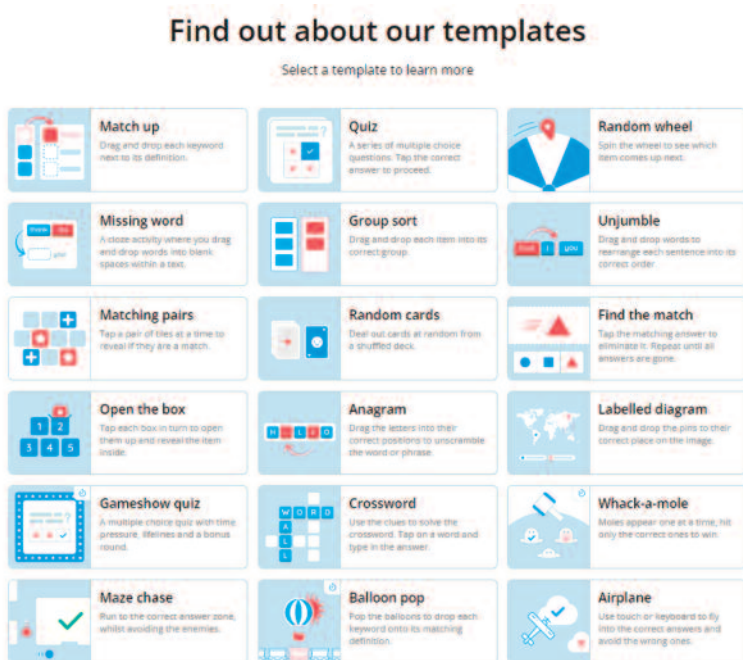 Find out about our templates
Select a template to learn more
Match up
Drag and drop each keyword
next to its definition.
Quiz
A series of multiple choice
questions. Tap the correct
answer to proceed.
Random wheel
Spin the wheel to see which
item comes up next.
Missing word
A cloze activity where you drag
and drop words into blank
spaces within a text.
Group sort
Drag and drop each item into its
correct group.
Unjumble
Drag and drop words to
rearrange each sentence into its
correct order.
Matching pairs
Tap a pair of tiles at a time to
reveal if they are a match.
Random cards
Deal out cards at random from
a shuffled deck.
Find the match
Tap the matching answer to
eliminate it. Repeat until all
answers are gone.
1 2
3 4 5
Open the box
Tap each box in turn to open
them up and reveal the item
inside.
Anagram
Drag the letters into their
correct positions to unscramble
the word or phrase.
Labelled diagram
Drag and drop the pins to their
correct place on the image.
Gameshow quiz
A multiple choice quiz with time
pressure, lifelines and a bonus
round.
WORD
A
L
L
Crossword
Use the clues to solve the
crossword. Tap on a word and
type in the answer.
Whack-a-mole
Moles appear one at a time, hit
only the correct ones to win.
Maze chase
Run to the correct answer zone,
whilst avoiding the enemies.
Balloon pop
Pop the balloons to drop each
keyword onto its matching
definition.
Airplane
Use touch or keyboard to fly
into the correct answers and
avoid the wrong ones.